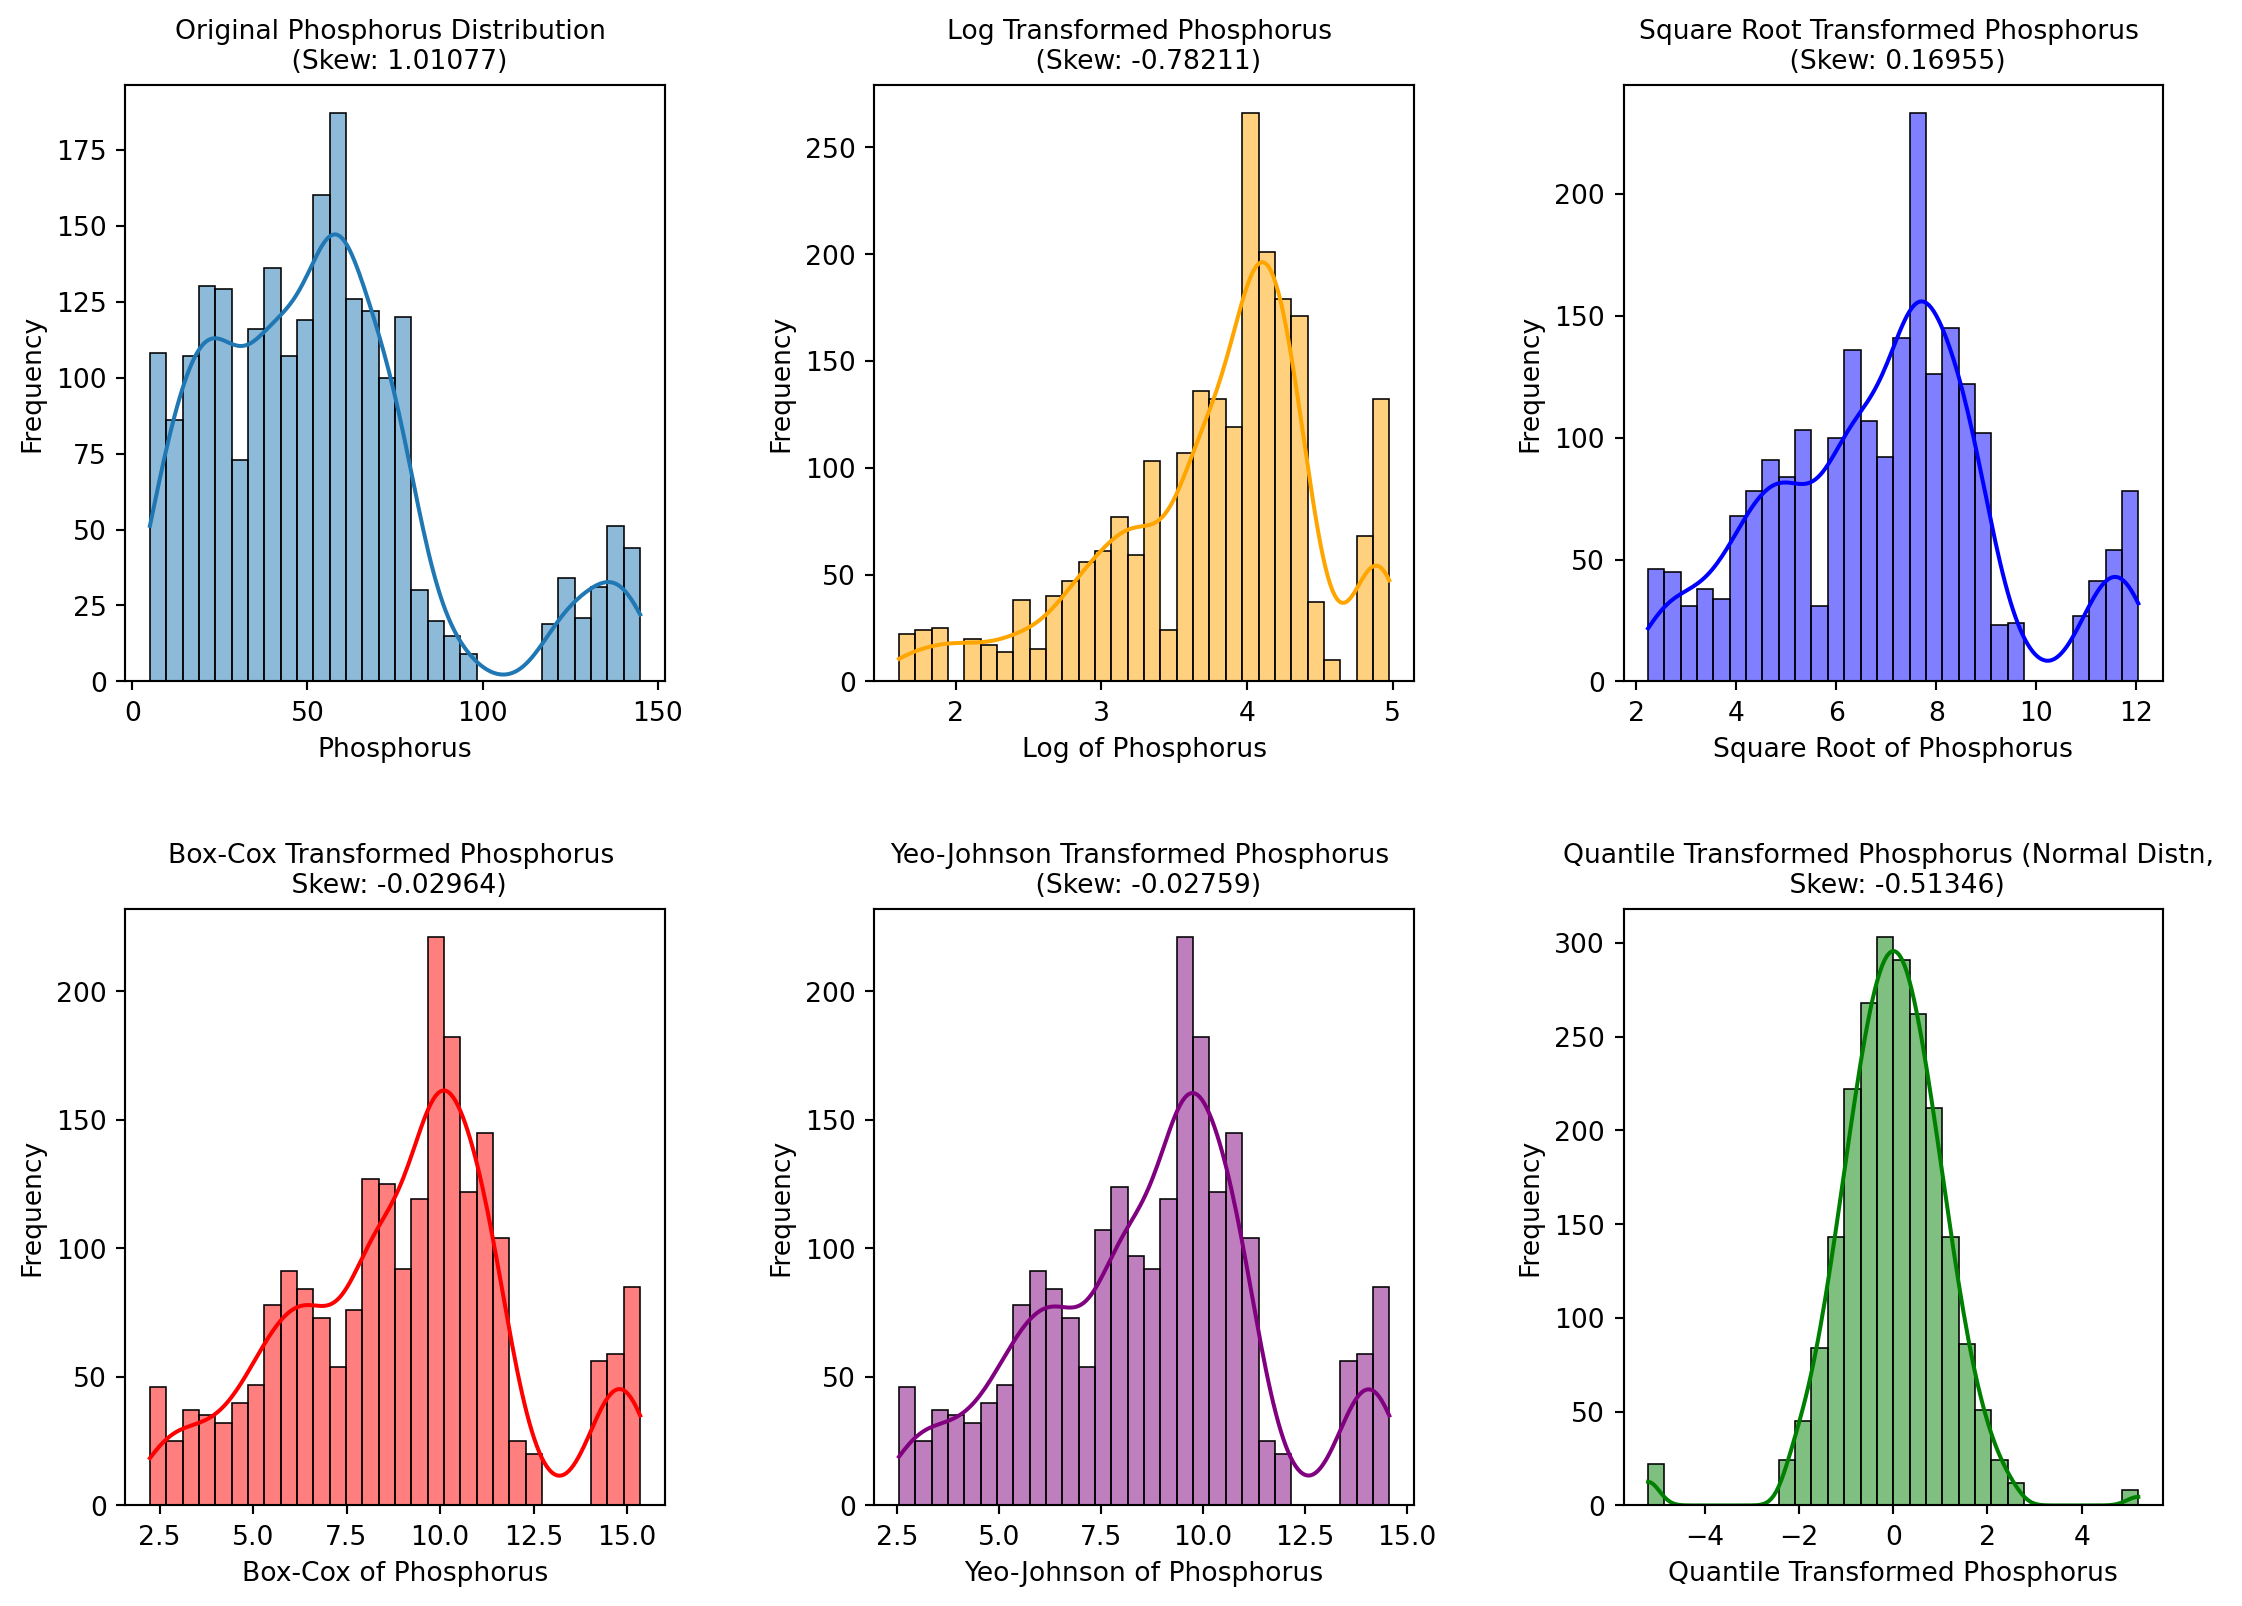 Original Phosphorus Distribution
(Skew: 1.01077)
Frequency
175
150
125
100
75
50
25
0
0 50 100 150
Phosphorus
Log Transformed Phosphorus
(Skew: -0.78211)
Frequency
250
200
150
100
50
0
2 3 4 5
Log of Phosphorus
Square Root Transformed Phosphorus
(Skew: 0.16955)
Frequency
200
150
100
50
0
2 4 6 8 10 12
Square Root of Phosphorus
Box-Cox Transformed Phosphorus
Skew: -0.02964)
Frequency
200
150
100
50
0
2.5 5.0 7.5 10.0 12.5 15.0
Box-Cox of Phosphorus
Yeo-Johnson Transformed Phosphorus
(Skew: -0.02759)
Frequency
200
150
100
50
0
2.5 5.0 7.5 10.0 12.5 15.0
Yeo-Johnson of Phosphorus
Quantile Transformed Phosphorus (Normal Distn,
Skew: -0.51346)
Frequency
300
250
200
150
100
50
0
−4 −2 0 2 4
Quantile Transformed Phosphorus